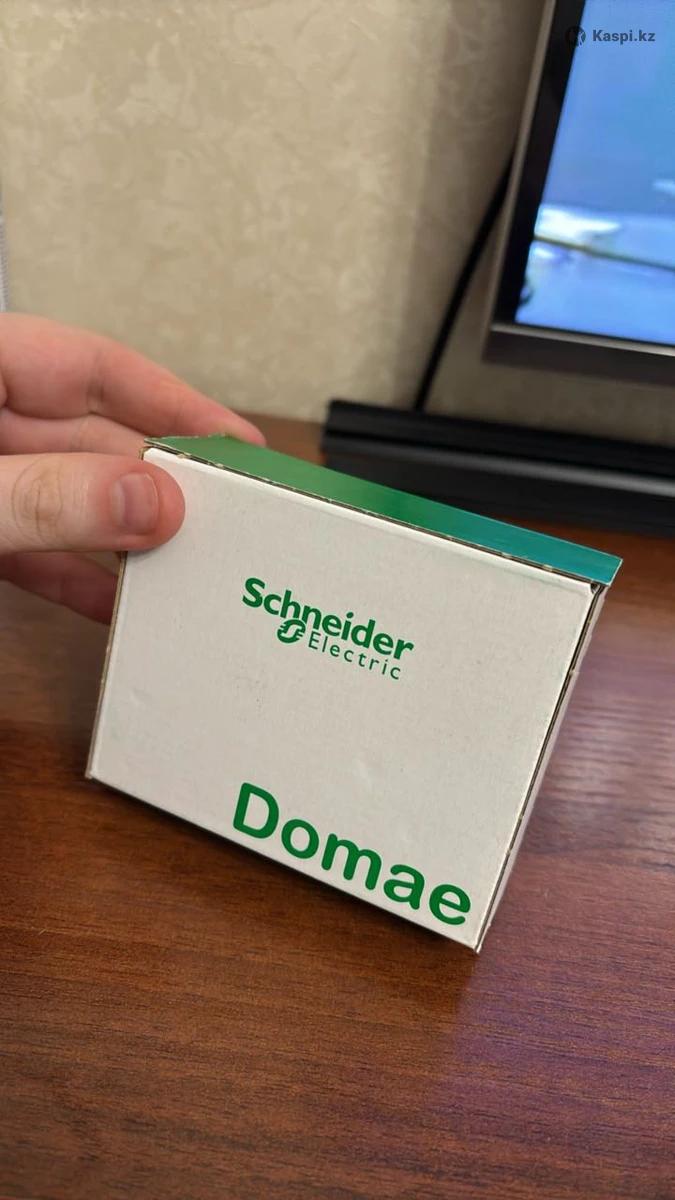 Kaspi.kz
Schneider
Electric
Domae